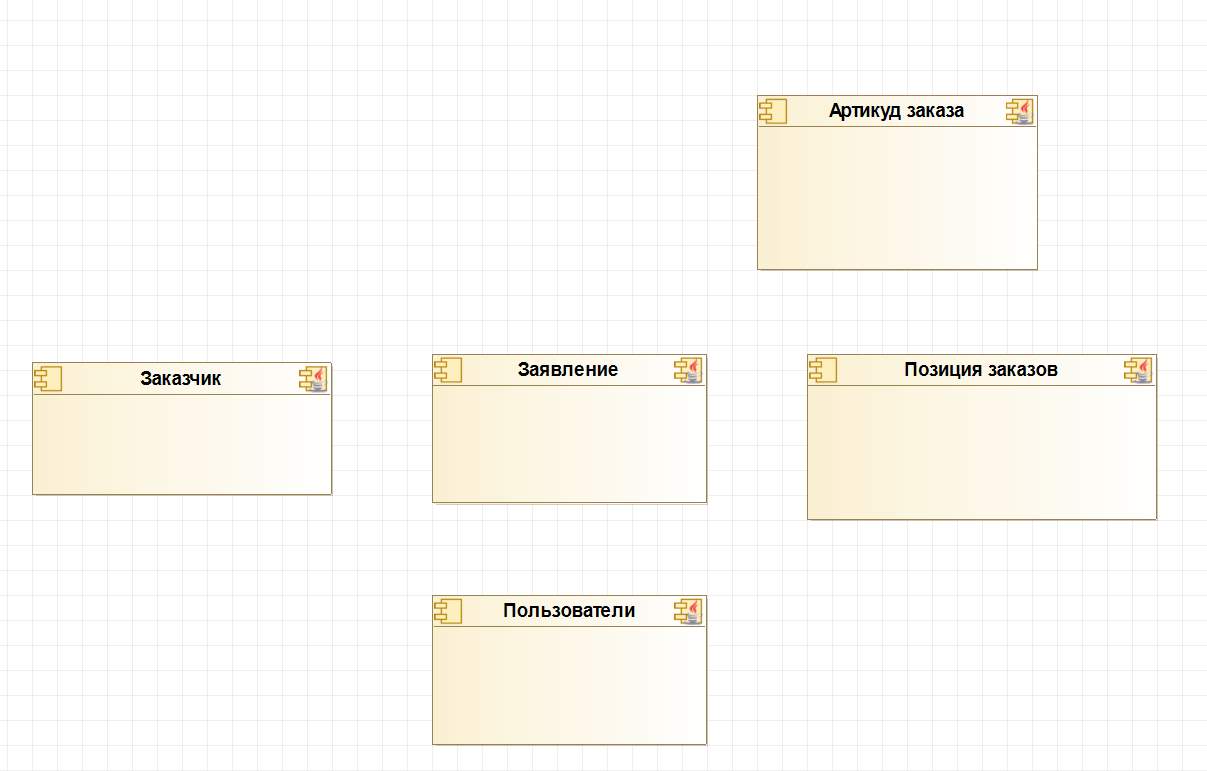 Артикуд заказа
Заказчик
Заявление
Позиция заказов
Пользователи